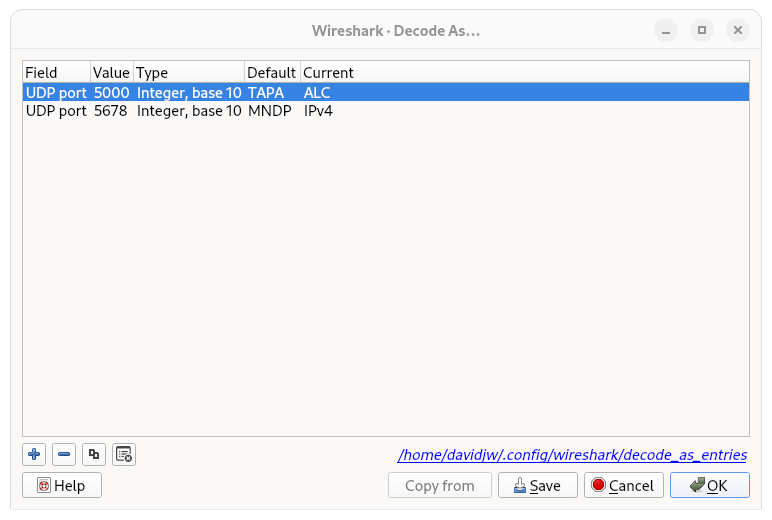 Wireshark · Decode As...
Field Value Type Default Current
UDP port 5000 Integer, base 10 TAPA ALC
UDP port 5678 Integer, base 10 MNDP IPv4
/home/davidjw/.config/wireshark/decode_as_entries
Help Copy from Save Cancel OK